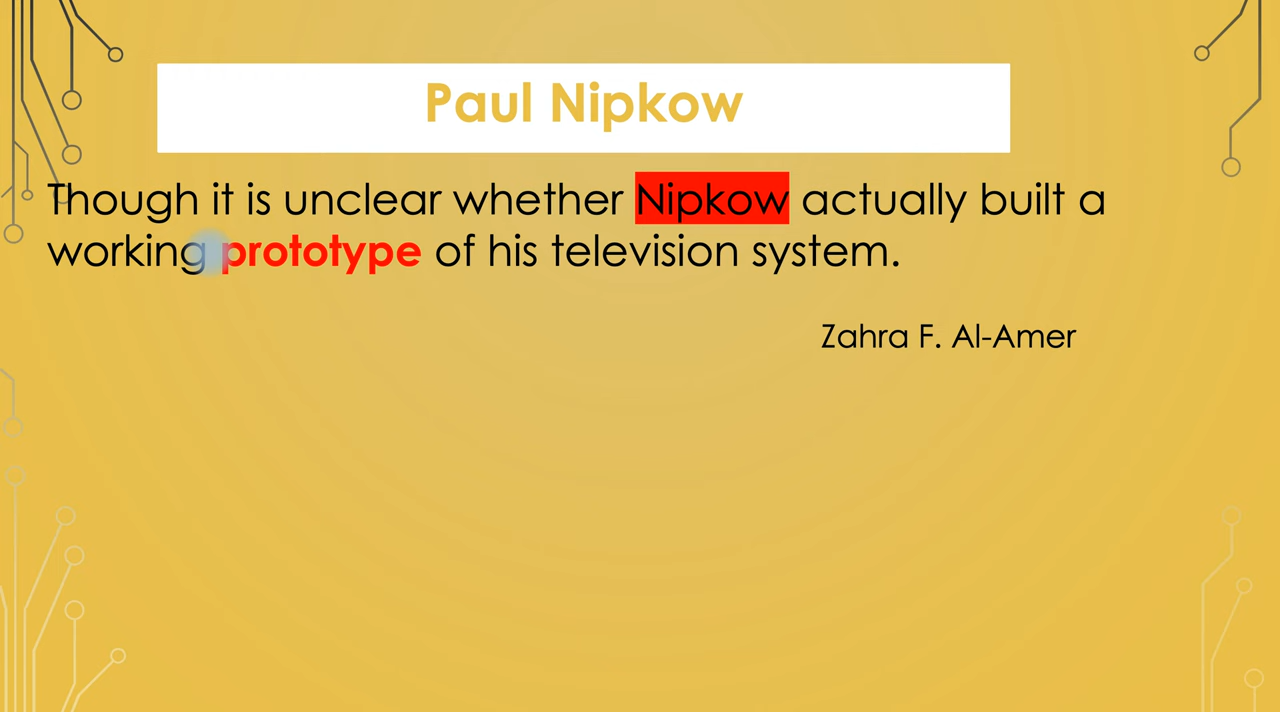 Paul Nipkow
Though it is unclear whether Nipkow actually built a
working prototype of his television system.
Zahra F. Al-Amer